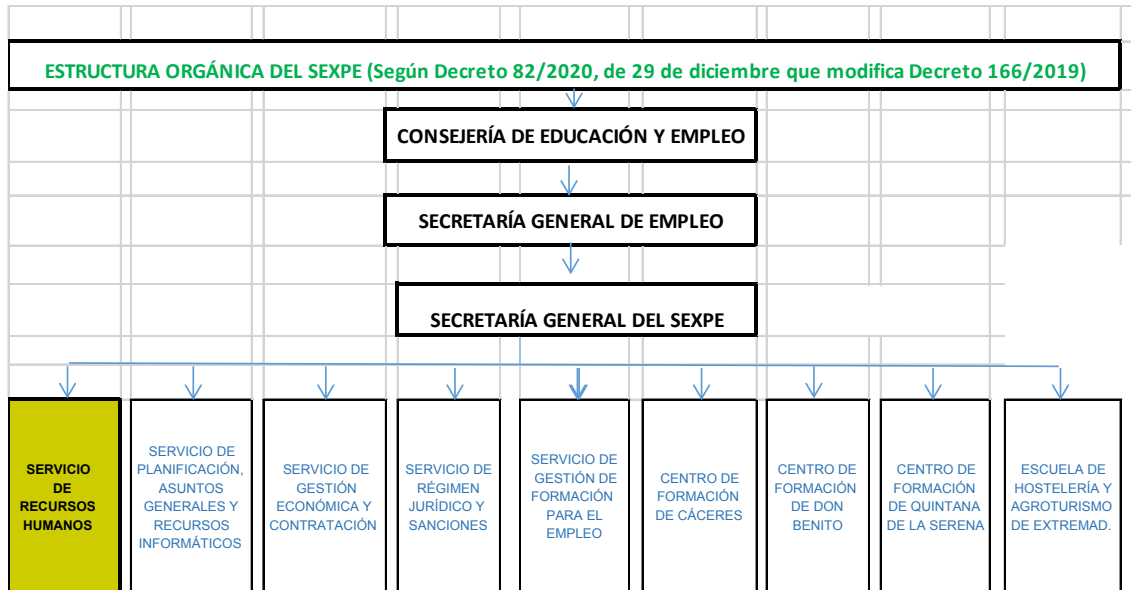 ESTRUCTURA ORGÁNICA DEL SEXPE (Según Decreto 82/2020, de 29 de diciembre que modifica Decreto 166/2019)
CONSEJERÍA DE EDUCACIÓN Y EMPLEO
SECRETARÍA GENERAL DE EMPLEO
SECRETARÍA GENERAL DEL SEXPE
SERVICIO
DE
RECURSOS
HUMANOS
SERVICIO DE
PLANIFICACIÓN,
ASUNTOS
GENERALES Y
RECURSOS
INFORMÁTICOS
SERVICIO DE
GESTIÓN
ECONÓMICA Y
CONTRATACIÓN
SERVICIO DE
RÉGIMEN
JURÍDICO Y
SANCIONES
SERVICIO DE
GESTIÓN DE
FORMACIÓN
PARA EL
EMPLEO
CENTRO DE
FORMACIÓN
DE CÁCERES
CENTRO DE
FORMACIÓN
DE DON
BENITO
CENTRO DE
FORMACIÓN
DE QUINTANA
DE LA SERENA
ESCUELA DE
HOSTELERÍA Y
AGROTURISMO
DE EXTREMAD.